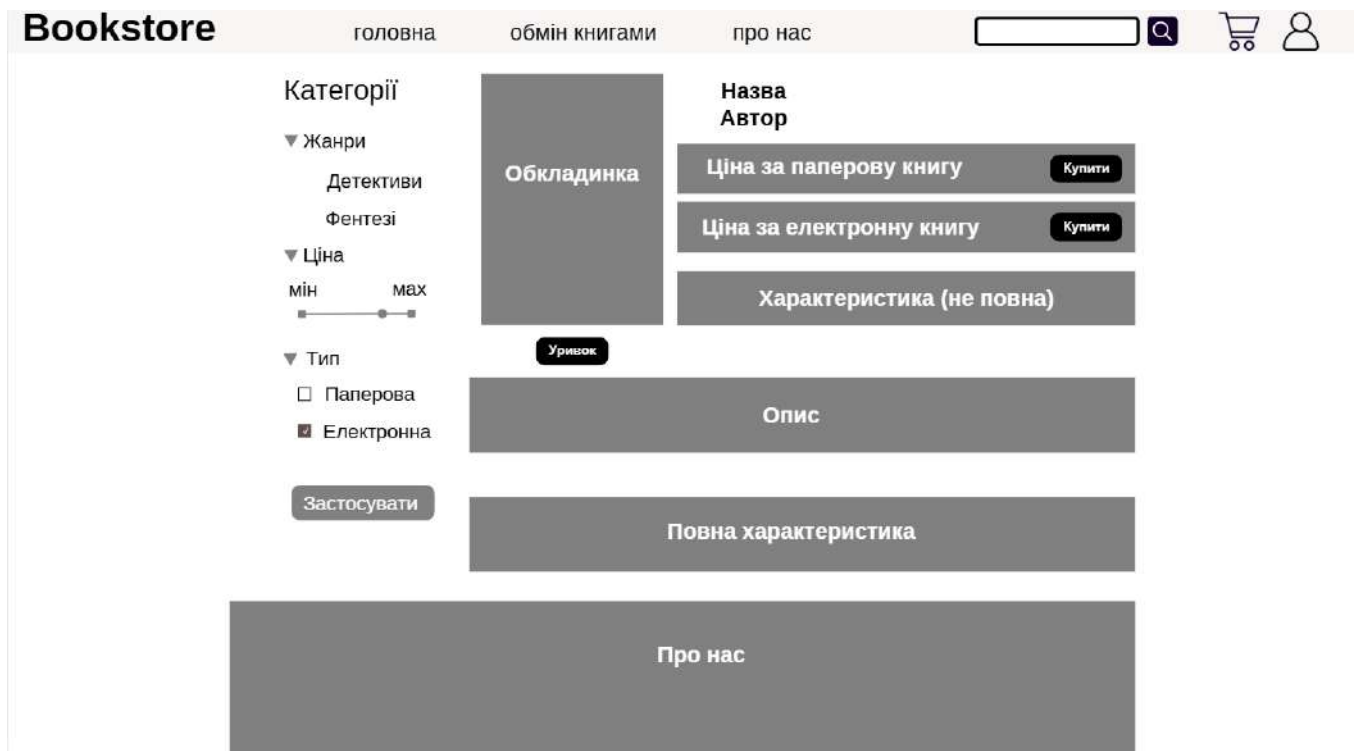 Bookstore
головна
обмін книгами
про нас
Категорії
Жанри
Детективи
Фентезі
Ціна
мін
мах
Тип
Паперова
Електронна
Застосувати
Обкладинка
Уривок
Назва
Автор
Ціна за паперову книгу
Купити
Ціна за електронну книгу
Купити
Характеристика (не повна)
Опис
Повна характеристика
Про нас